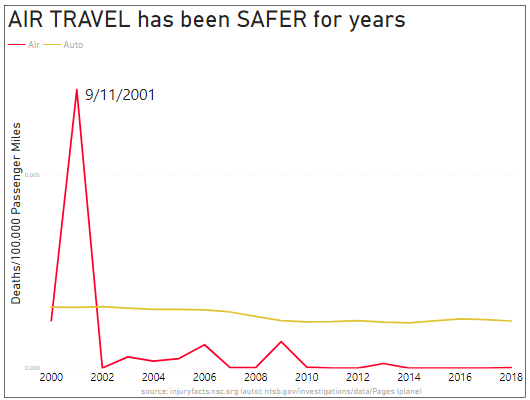 AIR TRAVEL has been SAFER for years
Air Auto
9/11/2001
Deaths/100,000 Passenger Miles
0.005
0.000
2000 2002 2004 2006 2008 2010 2012 2014 2016 2018
source: injuryfacts.nsc.org (auto); ntsb.gov/investigations/data/Pages (plane)